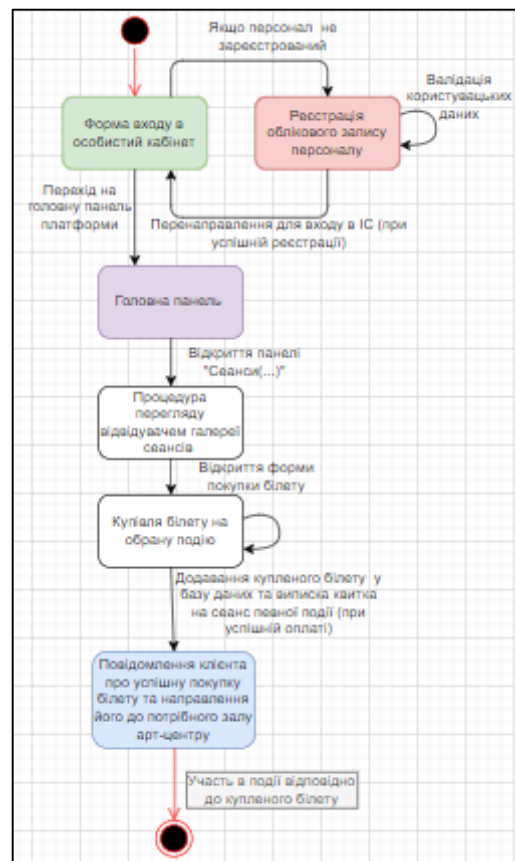 Якщо персонал не
зареєстрований
Валідація
користувацьких
даних
Форма входу в
особистий кабінет
Реєстрація
облікового запису
персоналу
Перехід на
головну панель
платформи
Перенаправлення для входу в ІС (при
успішній реєстрації)
Головна панель
Відкриття панелі
"Сеанси(...)"
Процедура
перегляду
відвідувачем галереї
сеансів
Відкриття форми
покупки білету
Купівля білету на
обрану подію
Додавання купленого білету у
базу даних та виписка квитка
на сеанс певної події (при
успішній оплаті)
Повідомлення клієнта
про успішну покупку
білету та направлення
його до потрібного залу
арт-центру
Участь в події відповідно
до купленого білету